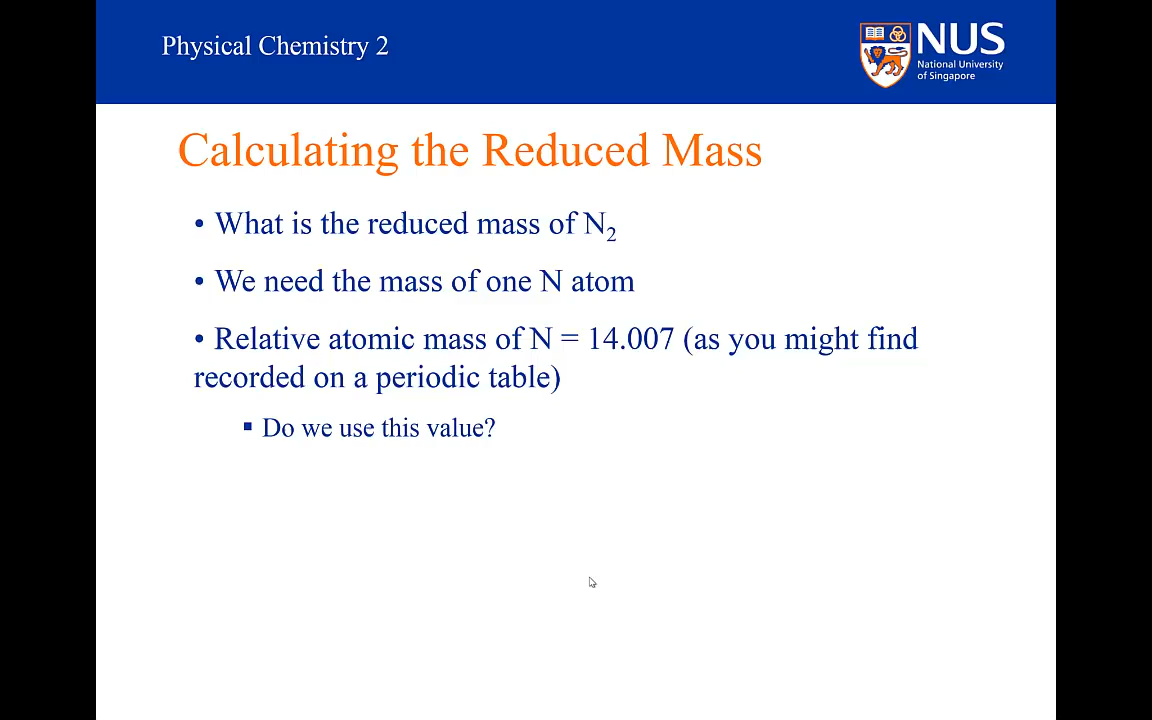 Physical Chemistry 2
NUS
National University
of Singapore
Calculating the Reduced Mass
• What is the reduced mass of N₂
• We need the mass of one N atom
• Relative atomic mass of N = 14.007 (as you might find
recorded on a periodic table)
▪ Do we use this value?